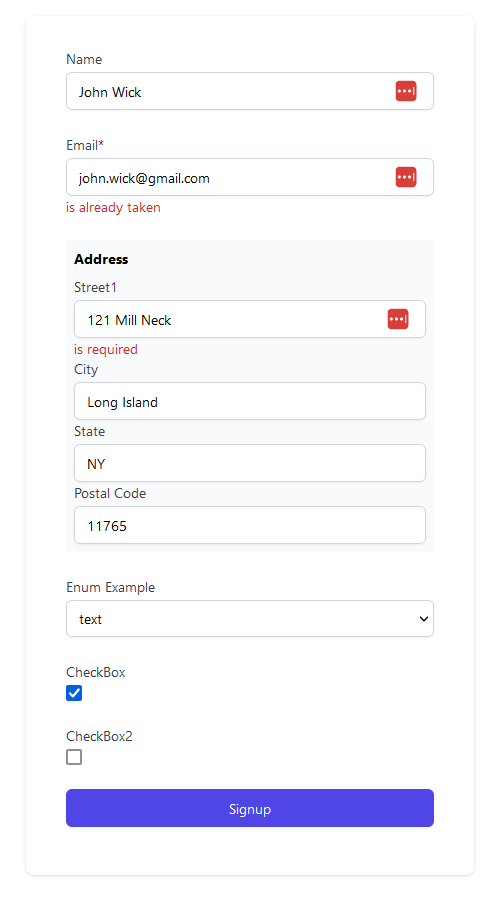 Name
John Wick
Email*
john.wick@gmail.com
is already taken
Address
Street1
121 Mill Neck
is required
City
Long Island
State
NY
Postal Code
11765
Enum Example
text
CheckBox
CheckBox2
Signup